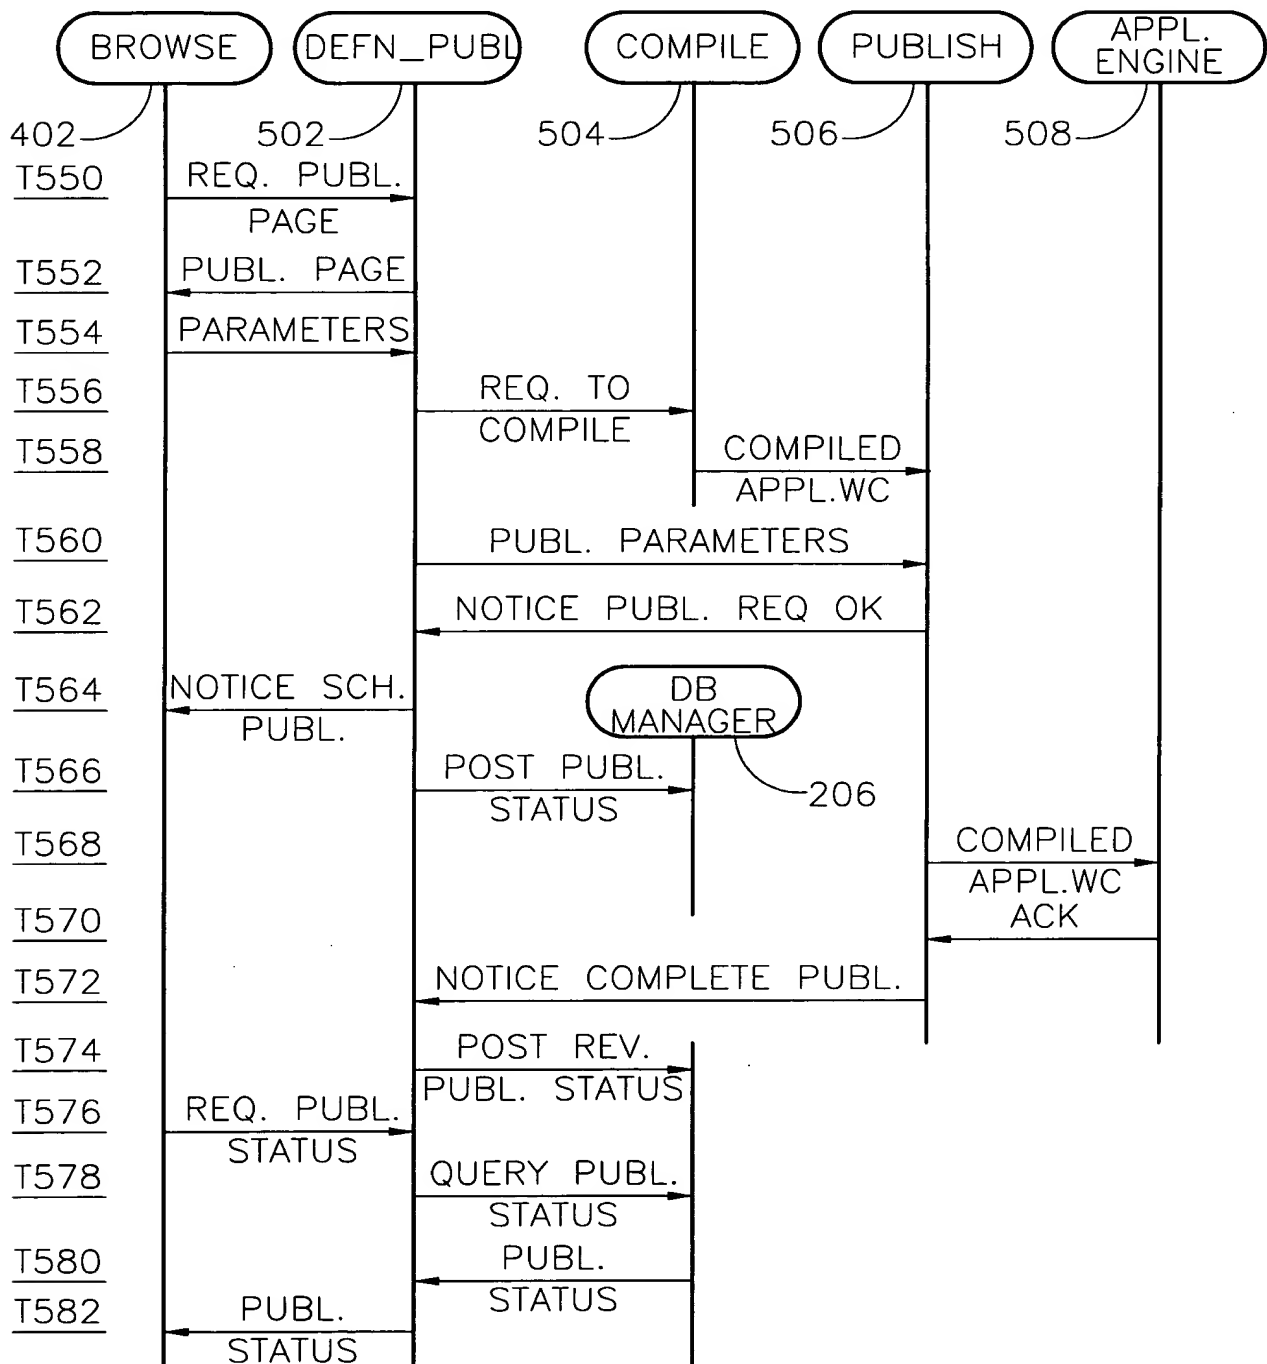 BROWSE
DEFN_PUBL
COMPILE
PUBLISH
APPL.
ENGINE
402
502
504
506
508
T550
REQ. PUBL.
PAGE
T552
PUBL. PAGE
T554
PARAMETERS
T556
REQ. TO
COMPILE
T558
COMPILED
APPL.WC
T560
PUBL. PARAMETERS
T562
NOTICE PUBL. REQ OK
T564
NOTICE SCH.
PUBL.
DB
MANAGER
206
T566
POST PUBL.
STATUS
T568
COMPILED
APPL.WC
T570
ACK
T572
NOTICE COMPLETE PUBL.
T574
POST REV.
PUBL. STATUS
T576
REQ. PUBL.
STATUS
T578
QUERY PUBL.
STATUS
T580
PUBL.
STATUS
T582
PUBL.
STATUS